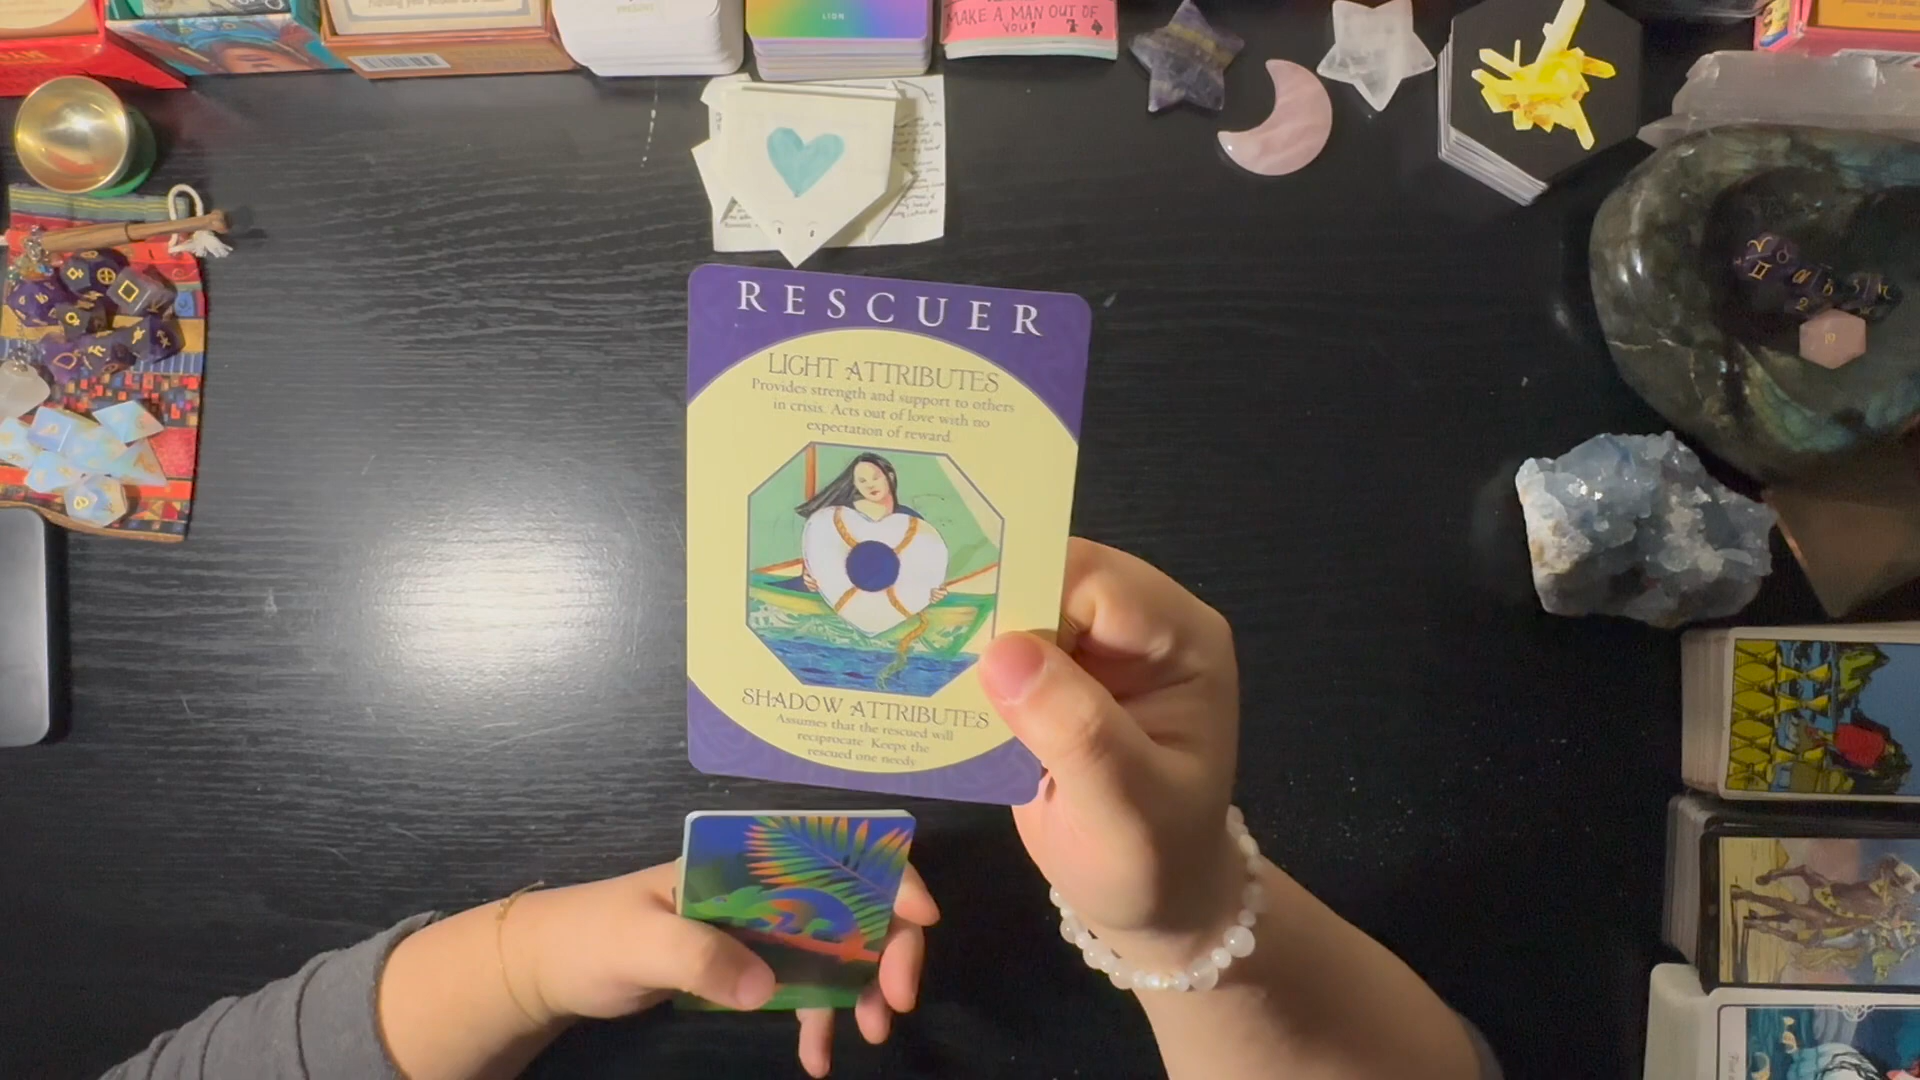 LION
MAKE A MAN OUT OF
YOU!
RESCUER
LIGHT ATTRIBUTES
Provides strength and support to others
in crisis. Acts out of love with no
expectation of reward.
SHADOW ATTRIBUTES
Assumes that the rescued will
reciprocate. Keeps the
rescued one needy
19